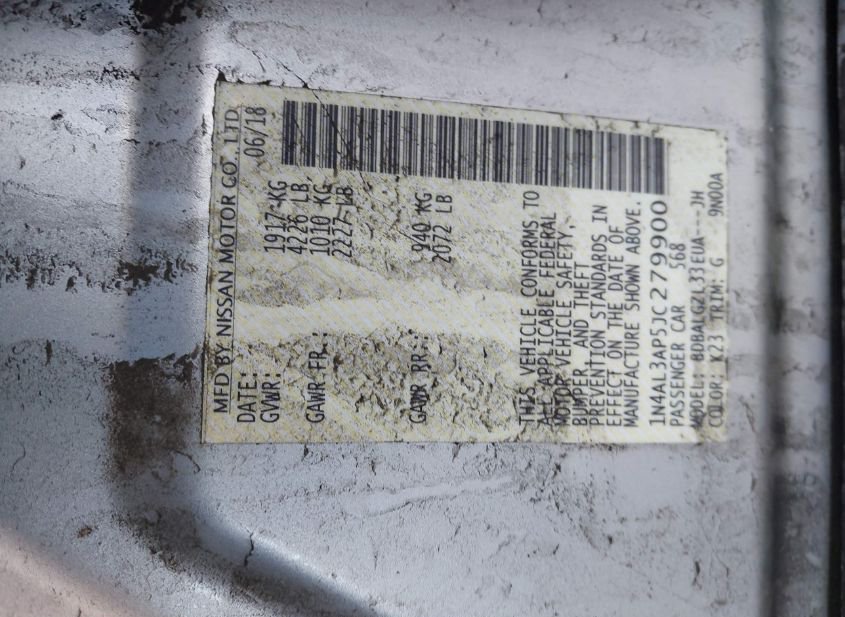 MFD BY NISSAN MOTOR CO., LTD.
DATE: 06/18
GVWR: 1917 KG
4226 LB
GAWR FR.: 1010 KG
2227 LB
GAWR RR.: 940 KG
2072 LB
THIS VEHICLE CONFORMS TO
ALL APPLICABLE FEDERAL
MOTOR VEHICLE SAFETY,
BUMPER, AND THEFT
PREVENTION STANDARDS IN
EFFECT ON THE DATE OF
MANUFACTURE SHOWN ABOVE.
1N4AL3AP5JC279900
PASSENGER CAR 568
MODEL: BDBALGZL33EUA---JH
COLOR: K23 TRIM: G 9N00A